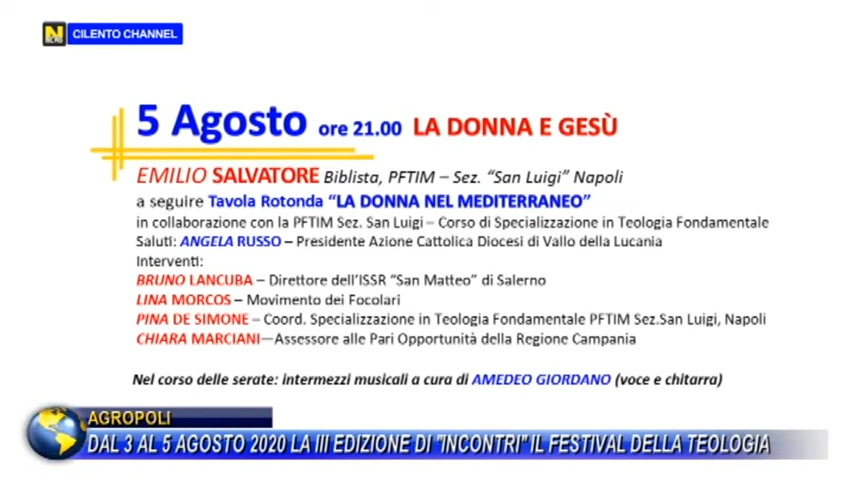 CILENTO CHANNEL
5 Agosto ore 21.00 LA DONNA E GESÙ
EMILIO SALVATORE Biblista, PFTIM – Sez. “San Luigi” Napoli
a seguire Tavola Rotonda “LA DONNA NEL MEDITERRANEO”
in collaborazione con la PFTIM Sez. San Luigi – Corso di Specializzazione in Teologia Fondamentale
Saluti: ANGELA RUSSO – Presidente Azione Cattolica Diocesi di Vallo della Lucania
Interventi:
BRUNO LANCUBA – Direttore dell’ISSR “San Matteo” di Salerno
LINA MORCOS – Movimento dei Focolari
PINA DE SIMONE – Coord. Specializzazione in Teologia Fondamentale PFTIM Sez.San Luigi, Napoli
CHIARA MARCIANI—Assessore alle Pari Opportunità della Regione Campania
Nel corso delle serate: intermezzi musicali a cura di AMEDEO GIORDANO (voce e chitarra)
AGROPOLI
DAL 3 AL 5 AGOSTO 2020 LA III EDIZIONE DI "INCONTRI" IL FESTIVAL DELLA TEOLOGIA